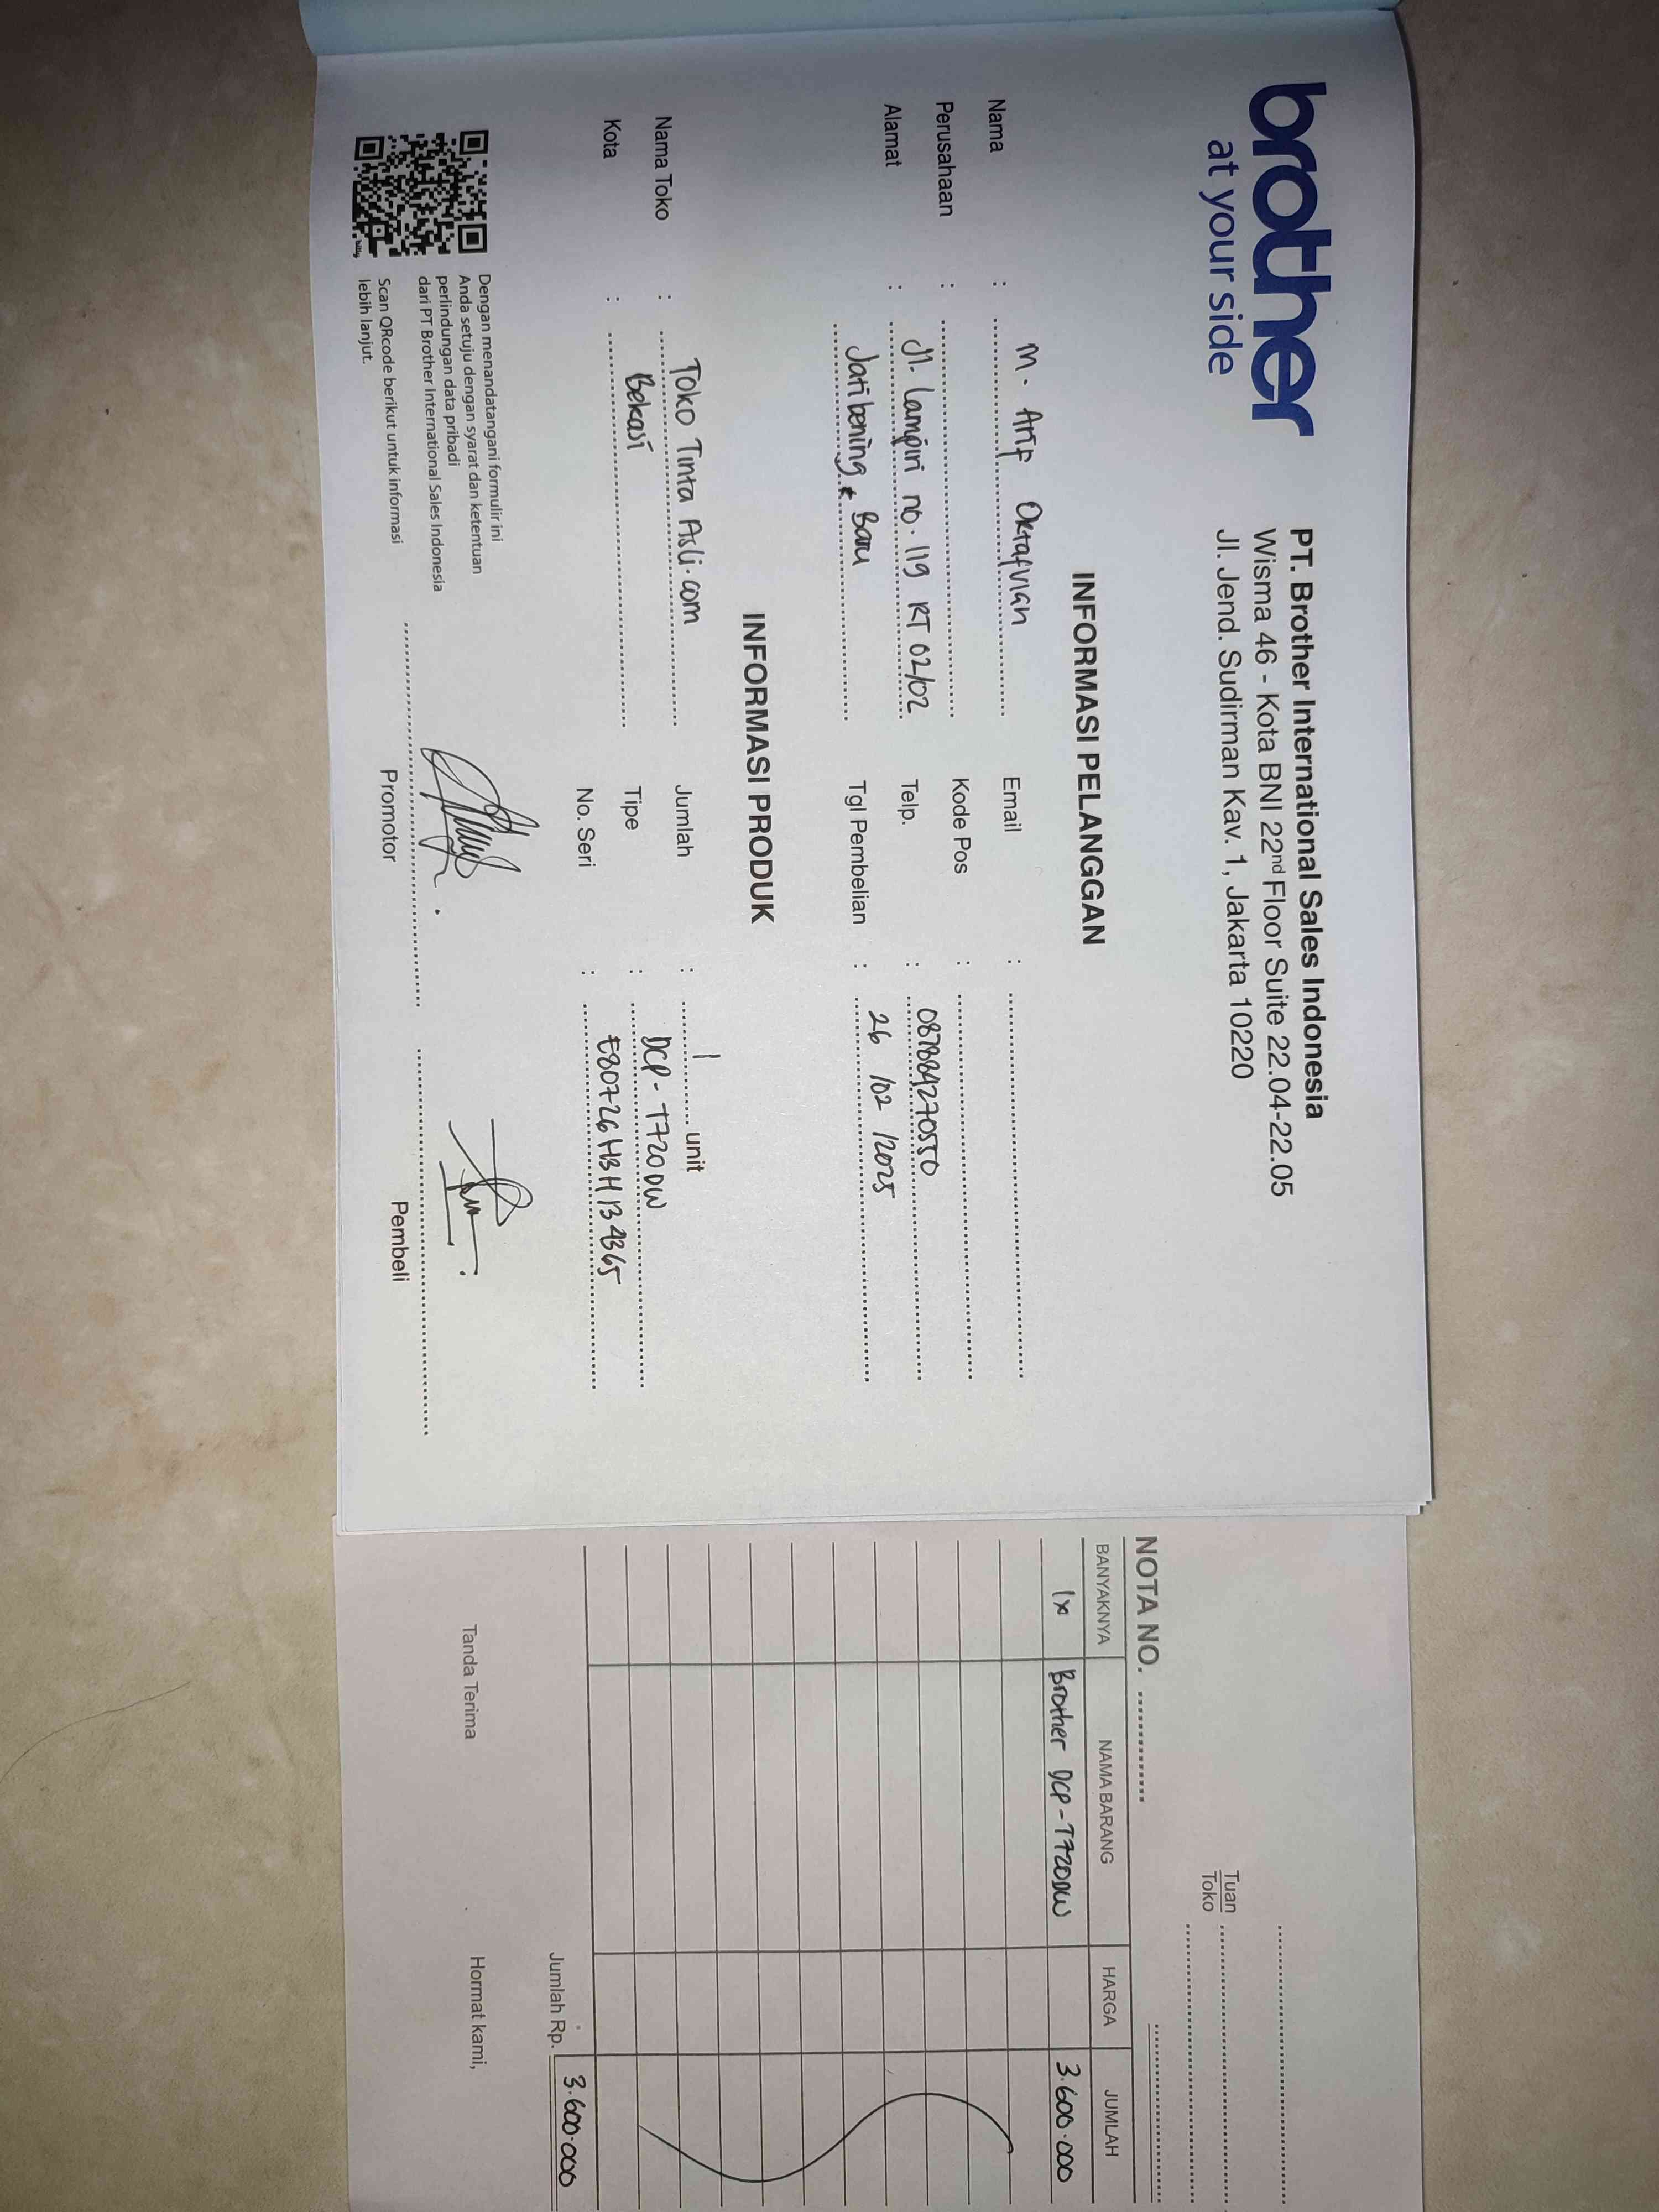 brother
at your side
PT. Brother International Sales Indonesia
Wisma 46 - Kota BNI 22nd Floor Suite 22.04-22.05
Jl. Jend. Sudirman Kav. 1, Jakarta 10220
INFORMASI PELANGGAN
Nama : M. Arif Oktafvian
Email :
Perusahaan :
Kode Pos :
Alamat : Jl. Lampiri no. 119 RT 02/02
Telp. : 087884270550
Jatibening Baru
Tgl Pembelian : 26 /02 /2025
INFORMASI PRODUK
Nama Toko : Toko Tinta Asli.com
Jumlah : 1 unit
Kota : Bekasi
Tipe : DCP-T720DW
No. Seri : E80726H3H134365
Dengan menandatangani formulir ini
Anda setuju dengan syarat dan ketentuan
perlindungan data pribadi
dari PT Brother International Sales Indonesia
Scan QRcode berikut untuk informasi
lebih lanjut.
Promotor
Pembeli
Tuan
Toko
NOTA NO.
BANYAKNYA NAMA BARANG HARGA JUMLAH
1x Brother DCP-T720DW 3.600.000
Jumlah Rp. 3.600.000
Tanda Terima
Hormat kami,